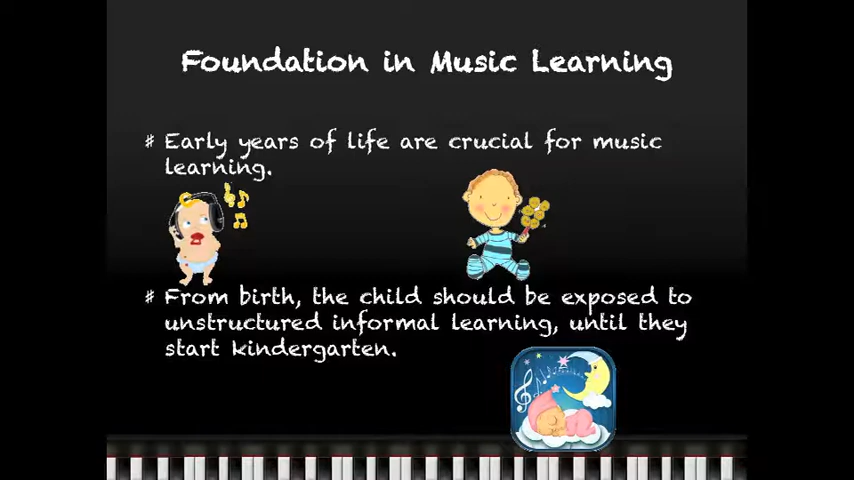 Foundation in Music Learning
# Early years of life are crucial for music
learning.
# From birth, the child should be exposed to
unstructured informal learning, until they
start kindergarten.